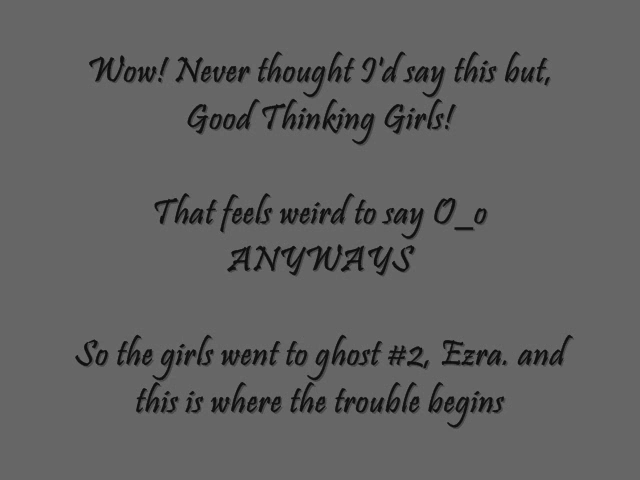 Wow! Never thought I'd say this but,
Good Thinking Girls!
That feels weird to say O_o
ANYWAYS
So the girls went to ghost #2, Ezra. and
this is where the trouble begins